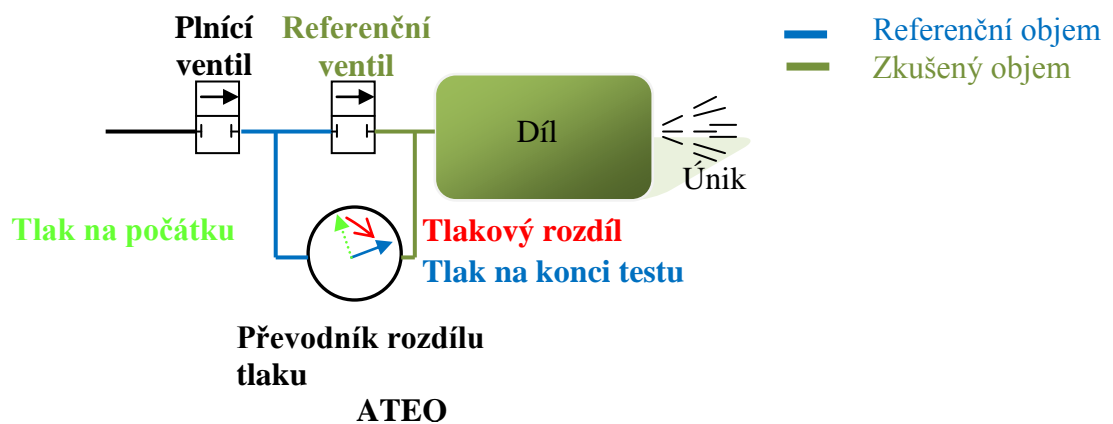 Plnící
ventil
Referenční
ventil
Referenční objem
Zkušený objem
Díl
Únik
Tlak na počátku
Tlakový rozdíl
Tlak na konci testu
Převodník rozdílu
tlaku
ATEQ